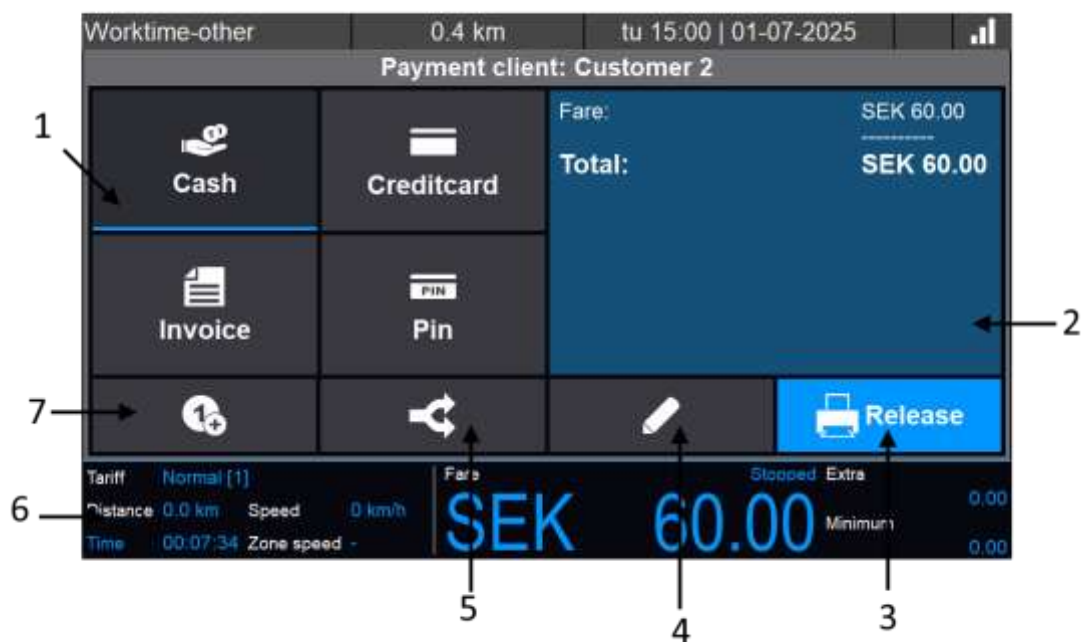 Worktime-other 0.4 km tu 15:00 | 01-07-2025
Payment client: Customer 2
1
Cash
Creditcard
Fare: SEK 60.00
----------
Total: SEK 60.00
Invoice
PIN
Pin
2
7
1
Release
Tariff Normal [1]
Fare Stopped
Extra 0.00
6
Distance 0.0 km Speed 0 km/h
SEK 60.00
Minimum 0.00
Time 00:07:34 Zone speed -
5
4
3